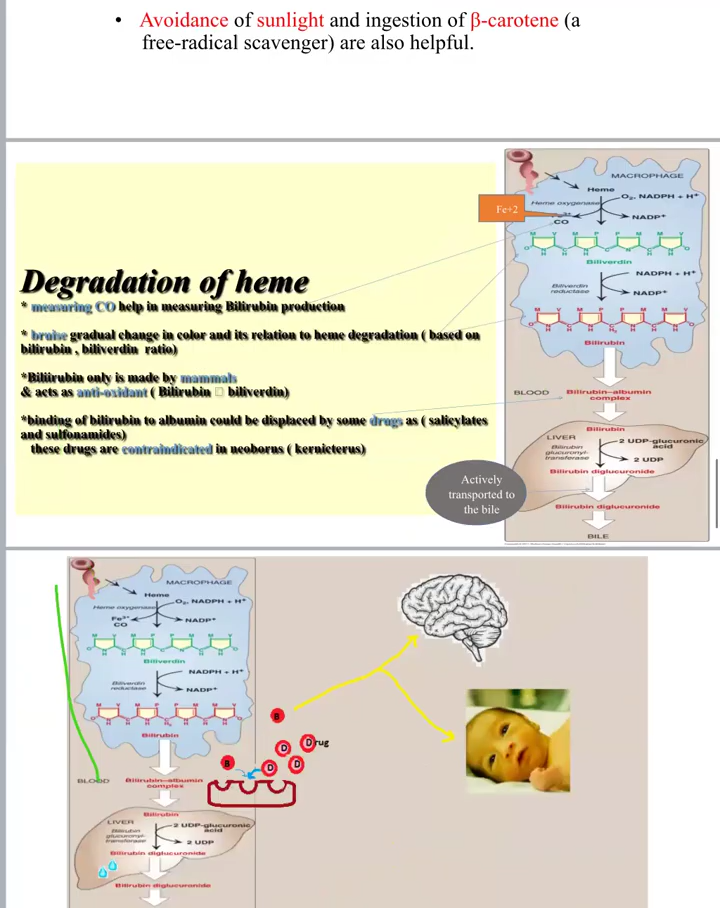 • Avoidance of sunlight and ingestion of β-carotene (a
free-radical scavenger) are also helpful.
Degradation of heme
* measuring CO help in measuring Bilirubin production
* bruise gradual change in color and its relation to heme degradation ( based on
bilirubin , biliverdin ratio)
*Biliirubin only is made by mammals
& acts as anti-oxidant ( Bilirubin □ biliverdin)
*binding of bilirubin to albumin could be displaced by some drugs as ( salicylates
and sulfonamides)
these drugs are contraindicated in neoborns ( kernicterus)
MACROPHAGE
Heme
Heme oxygenase
O₂, NADPH + H⁺
Fe+2
CO
NADP⁺
M V M P P M M V
Biliverdin
NADPH + H⁺
Biliverdin
reductase
NADP⁺
M V M P P M M V
Bilirubin
BLOOD
Bilirubin–albumin
complex
Bilirubin
LIVER
2 UDP-glucuronic
acid
Bilirubin
glucuronyl-
transferase
2 UDP
Bilirubin diglucuronide
Actively
transported to
the bile
Bilirubin diglucuronide
BILE
MACROPHAGE
Heme
Heme oxygenase
O₂, NADPH + H⁺
Fe³⁺
CO
NADP⁺
M V M P P M M V
Biliverdin
NADPH + H⁺
Biliverdin
reductase
NADP⁺
M V M P P M M V
Bilirubin
B
D
Drug
B
D
D
BLOOD
Bilirubin–albumin
complex
Bilirubin
LIVER
2 UDP-glucuronic
acid
Bilirubin
glucuronyl-
transferase
2 UDP
Bilirubin diglucuronide
Bilirubin diglucuronide